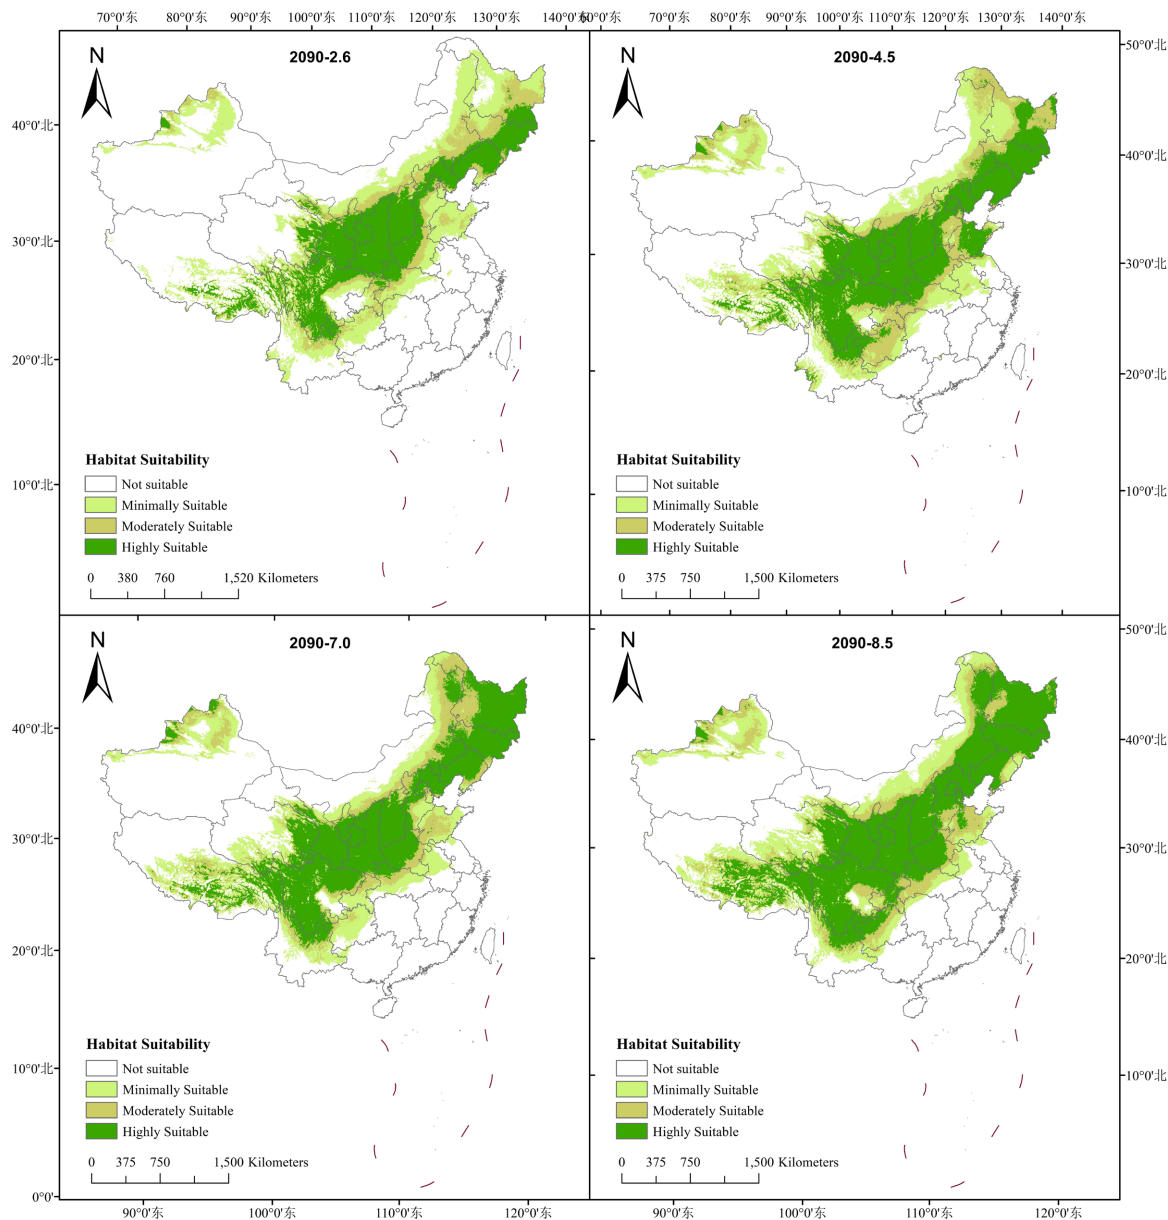 70°0'东 80°0'东 90°0'东 100°0'东 110°0'东 120°0'东 130°0'东 140°0'东
70°0'东 80°0'东 90°0'东 100°0'东 110°0'东 120°0'东 130°0'东 140°0'东
N
2090-2.6
40°0'北
30°0'北
20°0'北
10°0'北
Habitat Suitability
Not suitable
Minimally Suitable
Moderately Suitable
Highly Suitable
0 380 760 1,520 Kilometers
N
2090-4.5
50°0'北
40°0'北
30°0'北
20°0'北
10°0'北
Habitat Suitability
Not suitable
Minimally Suitable
Moderately Suitable
Highly Suitable
0 375 750 1,500 Kilometers
N
2090-7.0
40°0'北
30°0'北
20°0'北
10°0'北
0°0'
Habitat Suitability
Not suitable
Minimally Suitable
Moderately Suitable
Highly Suitable
0 375 750 1,500 Kilometers
90°0'东 100°0'东 110°0'东 120°0'东
N
2090-8.5
50°0'北
40°0'北
30°0'北
20°0'北
10°0'北
Habitat Suitability
Not suitable
Minimally Suitable
Moderately Suitable
Highly Suitable
0 375 750 1,500 Kilometers
90°0'东 100°0'东 110°0'东 120°0'东